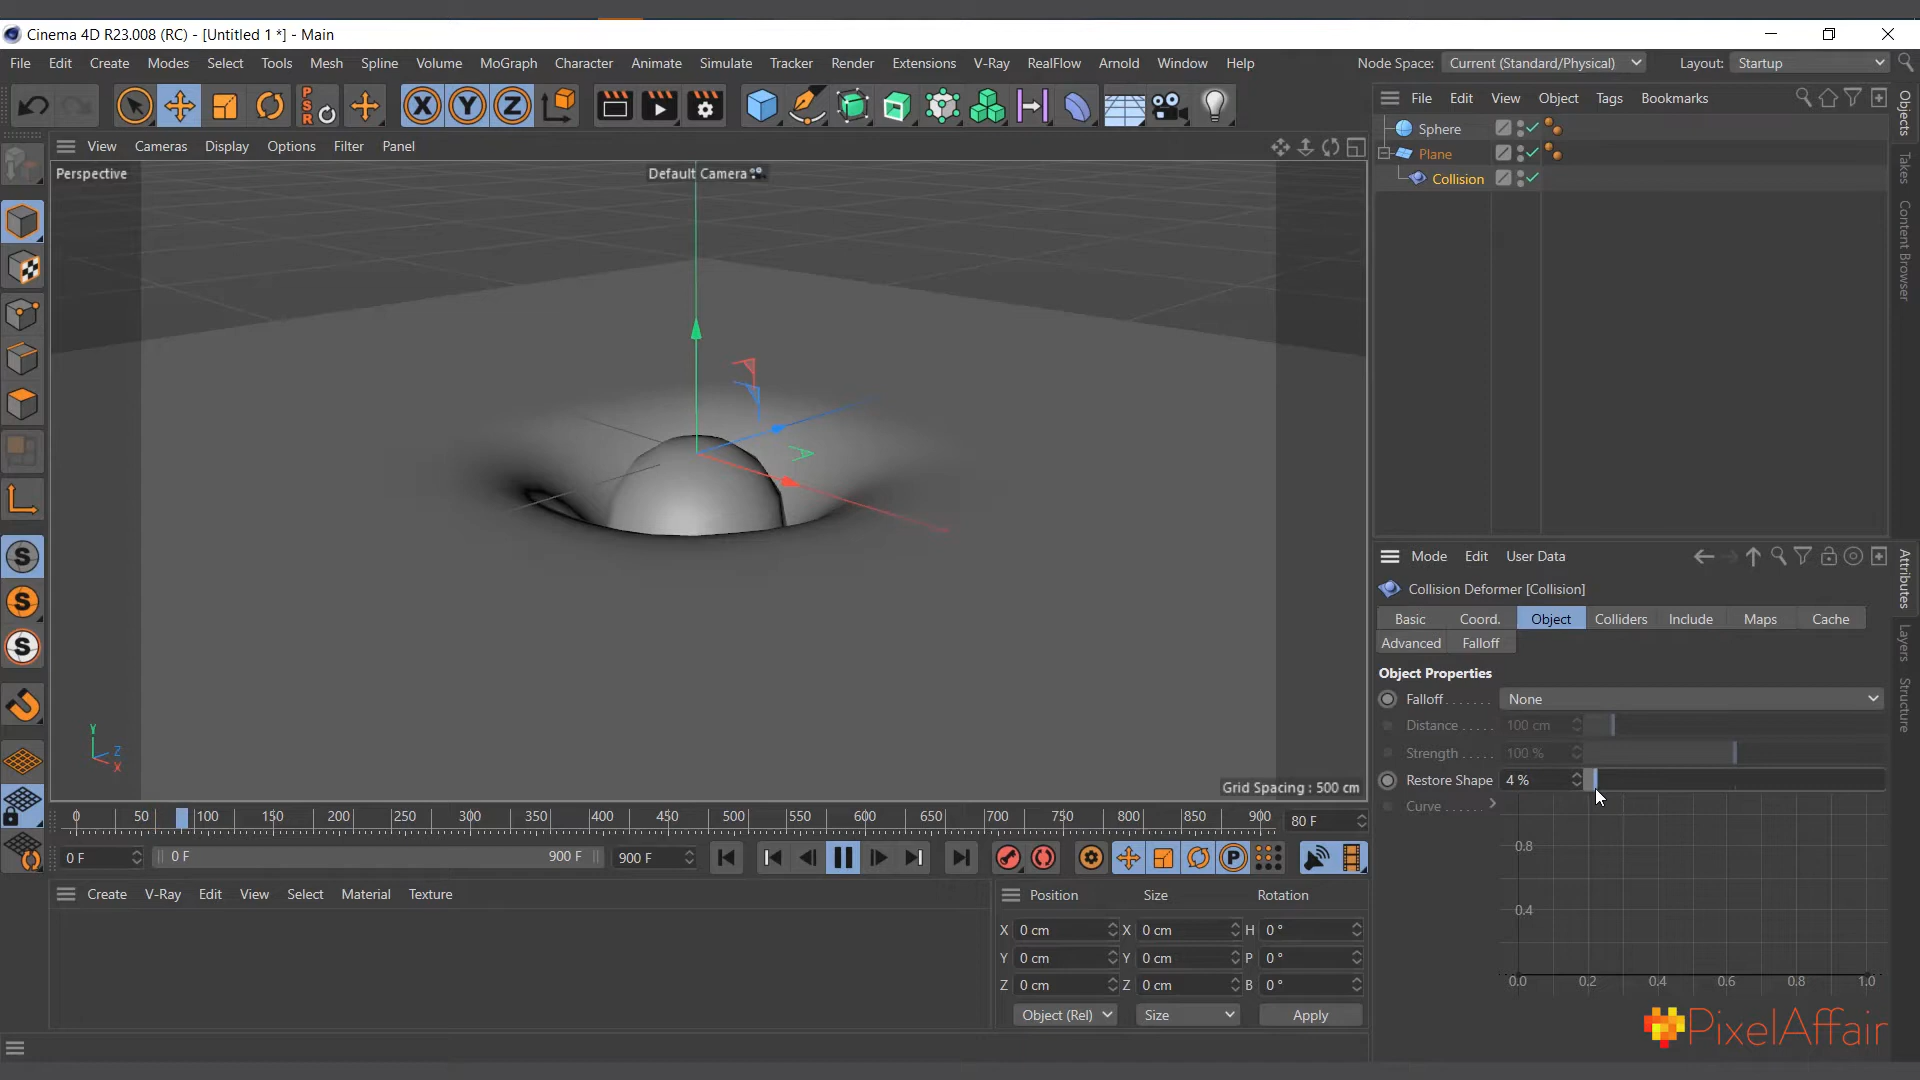 Cinema 4D R23.008 (RC) - [Untitled 1 *] - Main
File Edit Create Modes Select Tools Mesh Spline Volume MoGraph Character Animate Simulate Tracker Render Extensions V-Ray RealFlow Arnold Window Help Node Space: Current (Standard/Physical) Layout: Startup
P
S
R
X Y Z
File Edit View Object Tags Bookmarks
Objects
Takes
Content Browser
Sphere
Plane
Collision
View Cameras Display Options Filter Panel
Perspective
Default Camera
Y
Z
X
Grid Spacing : 500 cm
S
S
S
0 50 100 150 200 250 300 350 400 450 500 550 600 650 700 750 800 850 900 80 F
0 F 0 F 900 F 900 F
P
Create V-Ray Edit View Select Material Texture
Position Size Rotation
X 0 cm X 0 cm H 0 °
Y 0 cm Y 0 cm P 0 °
Z 0 cm Z 0 cm B 0 °
Object (Rel) Size Apply
Mode Edit User Data
Attributes
Layers
Structure
Collision Deformer [Collision]
Basic Coord. Object Colliders Include Maps Cache
Advanced Falloff
Object Properties
Falloff . . . . . . . None
Distance . . . . . 100 cm
Strength . . . . . 100 %
Restore Shape 4 %
Curve . . . . . .
0.8
0.4
0.0 0.2 0.4 0.6 0.8 1.0
PixelAffair